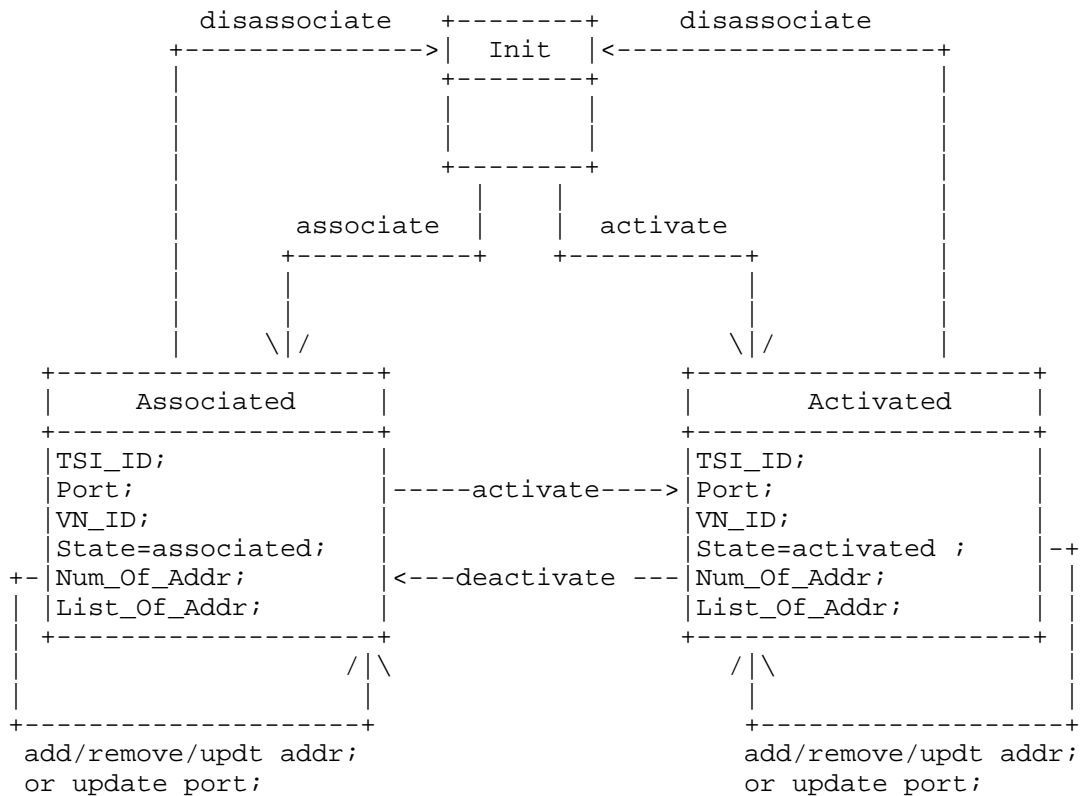 disassociate disassociate
Init
associate activate
Associated Activated
TSI_ID; TSI_ID;
Port; -----activate----> Port;
VN_ID; VN_ID;
State=associated; State=activated ;
Num_Of_Addr; <---deactivate --- Num_Of_Addr;
List_Of_Addr; List_Of_Addr;
add/remove/updt addr; add/remove/updt addr;
or update port; or update port;